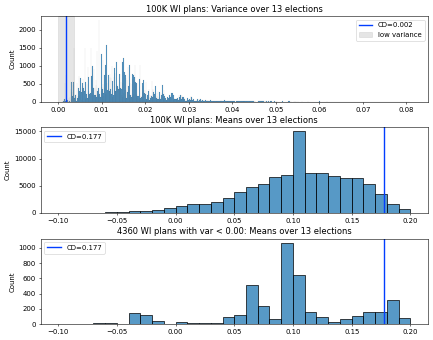 100K WI plans: Variance over 13 elections
Count
2000
1500
1000
500
0
CD=0.002
low variance
0.00 0.01 0.02 0.03 0.04 0.05 0.06 0.07 0.08
100K WI plans: Means over 13 elections
Count
15000
10000
5000
0
CD=0.177
−0.10 −0.05 0.00 0.05 0.10 0.15 0.20
4360 WI plans with var < 0.00: Means over 13 elections
Count
1000
800
600
400
200
0
CD=0.177
−0.10 −0.05 0.00 0.05 0.10 0.15 0.20